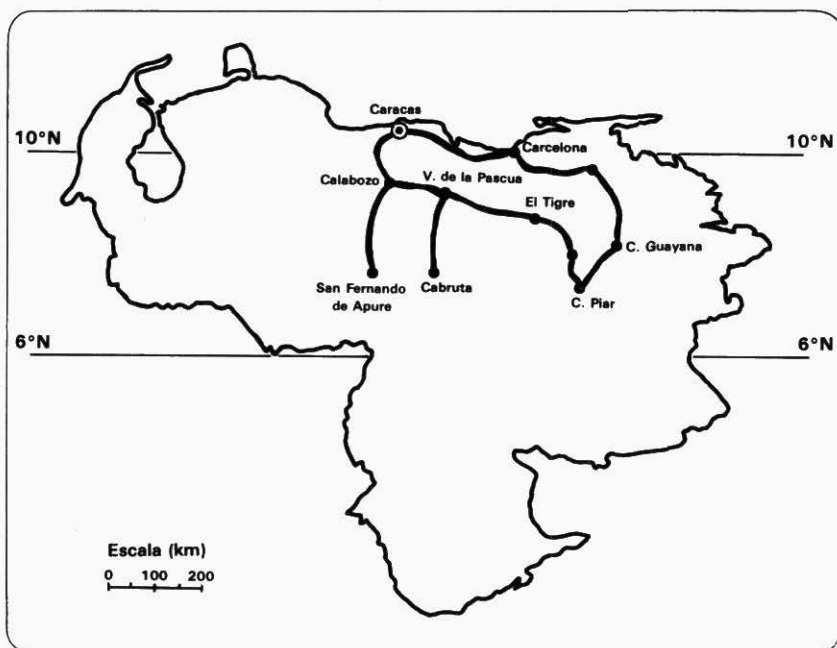 Caracas
10°N
10°N
Carcelona
Calabozo
V. de la Pascua
El Tigre
C. Guayana
San Fernando
de Apure
Cabruta
C. Piar
6°N
6°N
Escala (km)
0 100 200